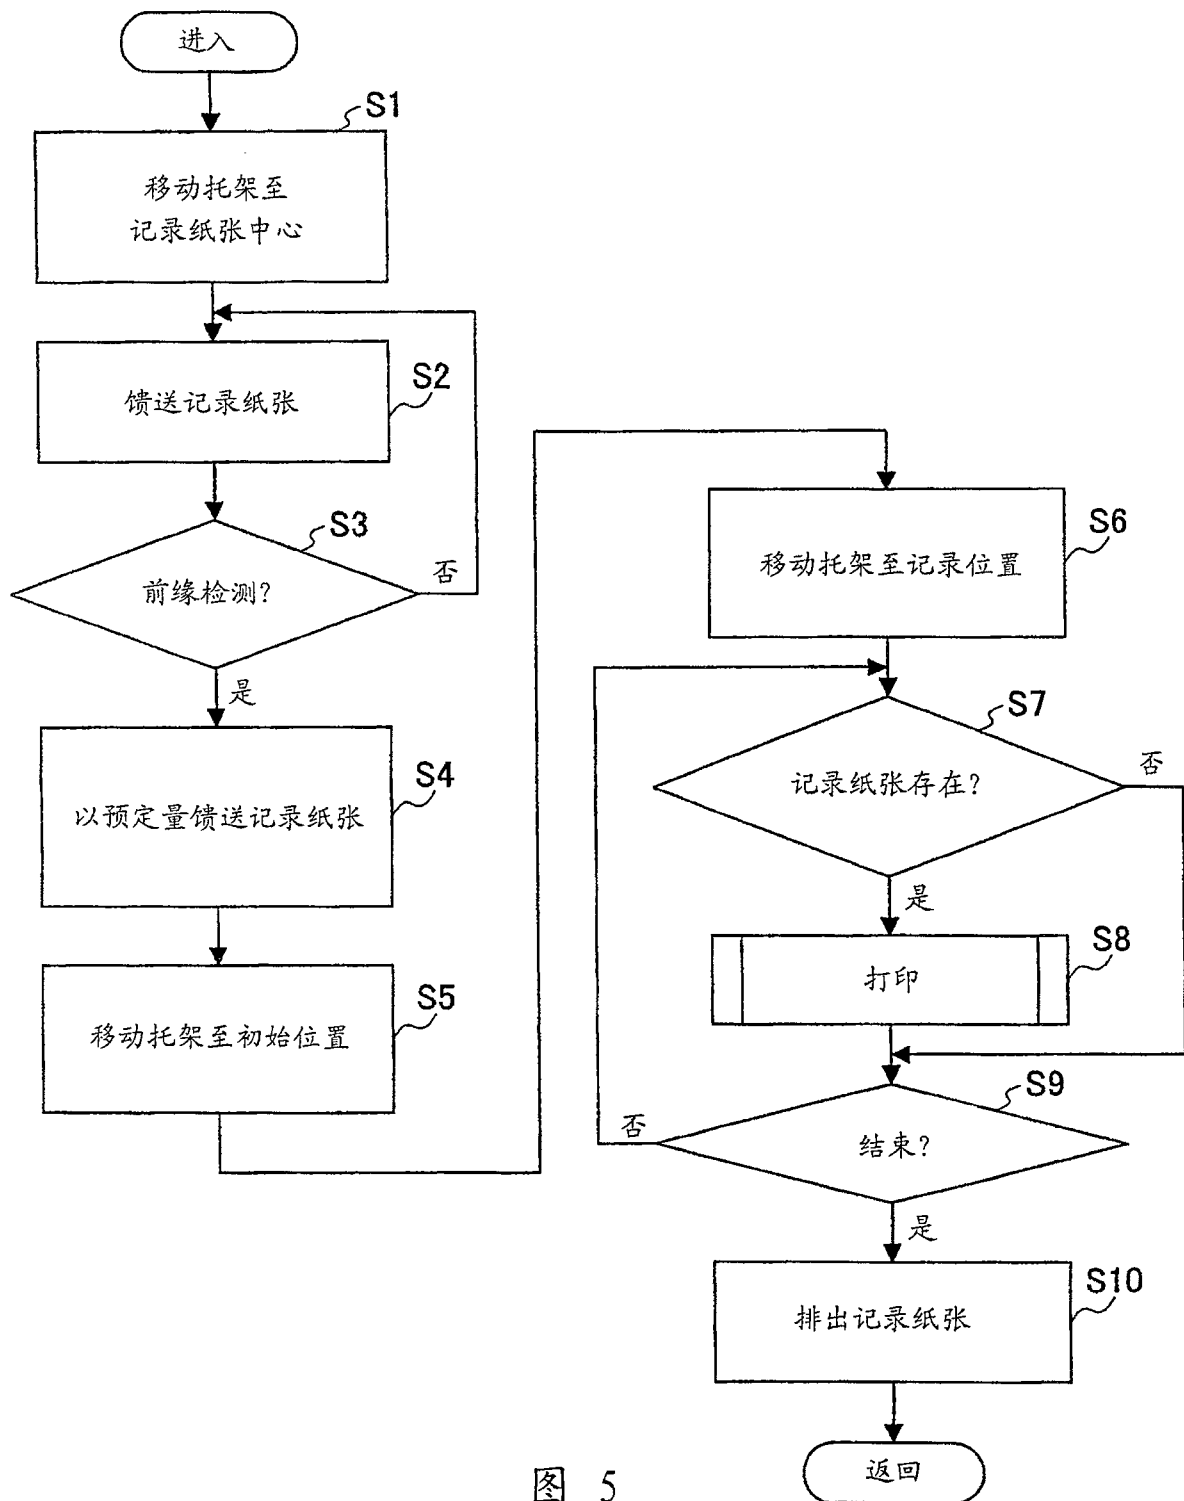 进入
S1
移动托架至
记录纸张中心
S2
馈送记录纸张
S3
前缘检测?
否
是
S4
以预定量馈送记录纸张
S5
移动托架至初始位置
S6
移动托架至记录位置
S7
记录纸张存在?
否
是
S8
打印
S9
结束?
否
是
S10
排出记录纸张
返回
图 5